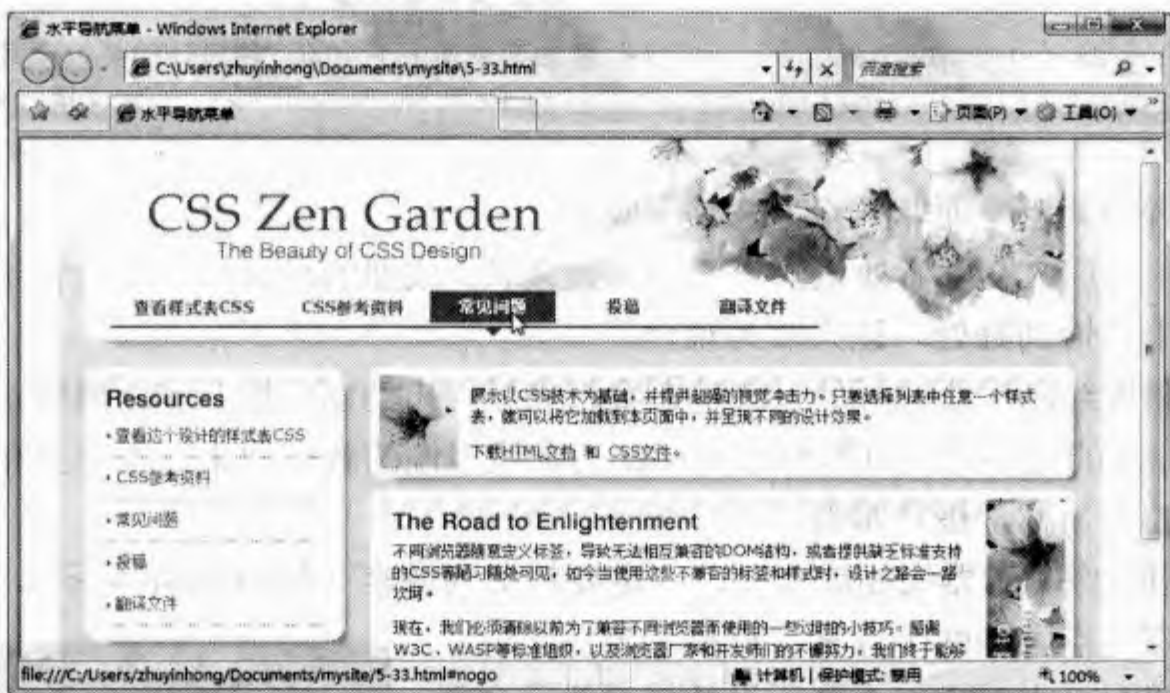 水平导航菜单 - Windows Internet Explorer
C:\Users\zhuyinhong\Documents\mysite\5-33.html
百度搜索
水平导航菜单
页面(P)
工具(O)
CSS Zen Garden
The Beauty of CSS Design
查看样式表CSS CSS参考资料 常见问题 投稿 翻译文件
Resources
查看这个设计的样式表CSS
CSS参考资料
常见问题
投稿
翻译文件
展示以CSS技术为基础，并提供超强的视觉冲击力。只要选择列表中任意一个样式
表，就可以将它加载到本页面中，并呈现不同的设计效果。
下载HTML文档 和 CSS文件。
The Road to Enlightenment
不同浏览器随意定义标签，导致无法相互兼容的DOM结构，或者提供缺乏标准支持
的CSS等陋习随处可见，如今当使用这些不兼容的标签和样式时，设计之路会一路
坎坷。
现在，我们必须清除以前为了兼容不同浏览器而使用的一些过时的小技巧。感谢
W3C、WASP等标准组织，以及浏览器厂家和开发师们的不懈努力，我们终于能够
file:///C:/Users/zhuyinhong/Documents/mysite/5-33.html#nogo
计算机 | 保护模式: 禁用
100%